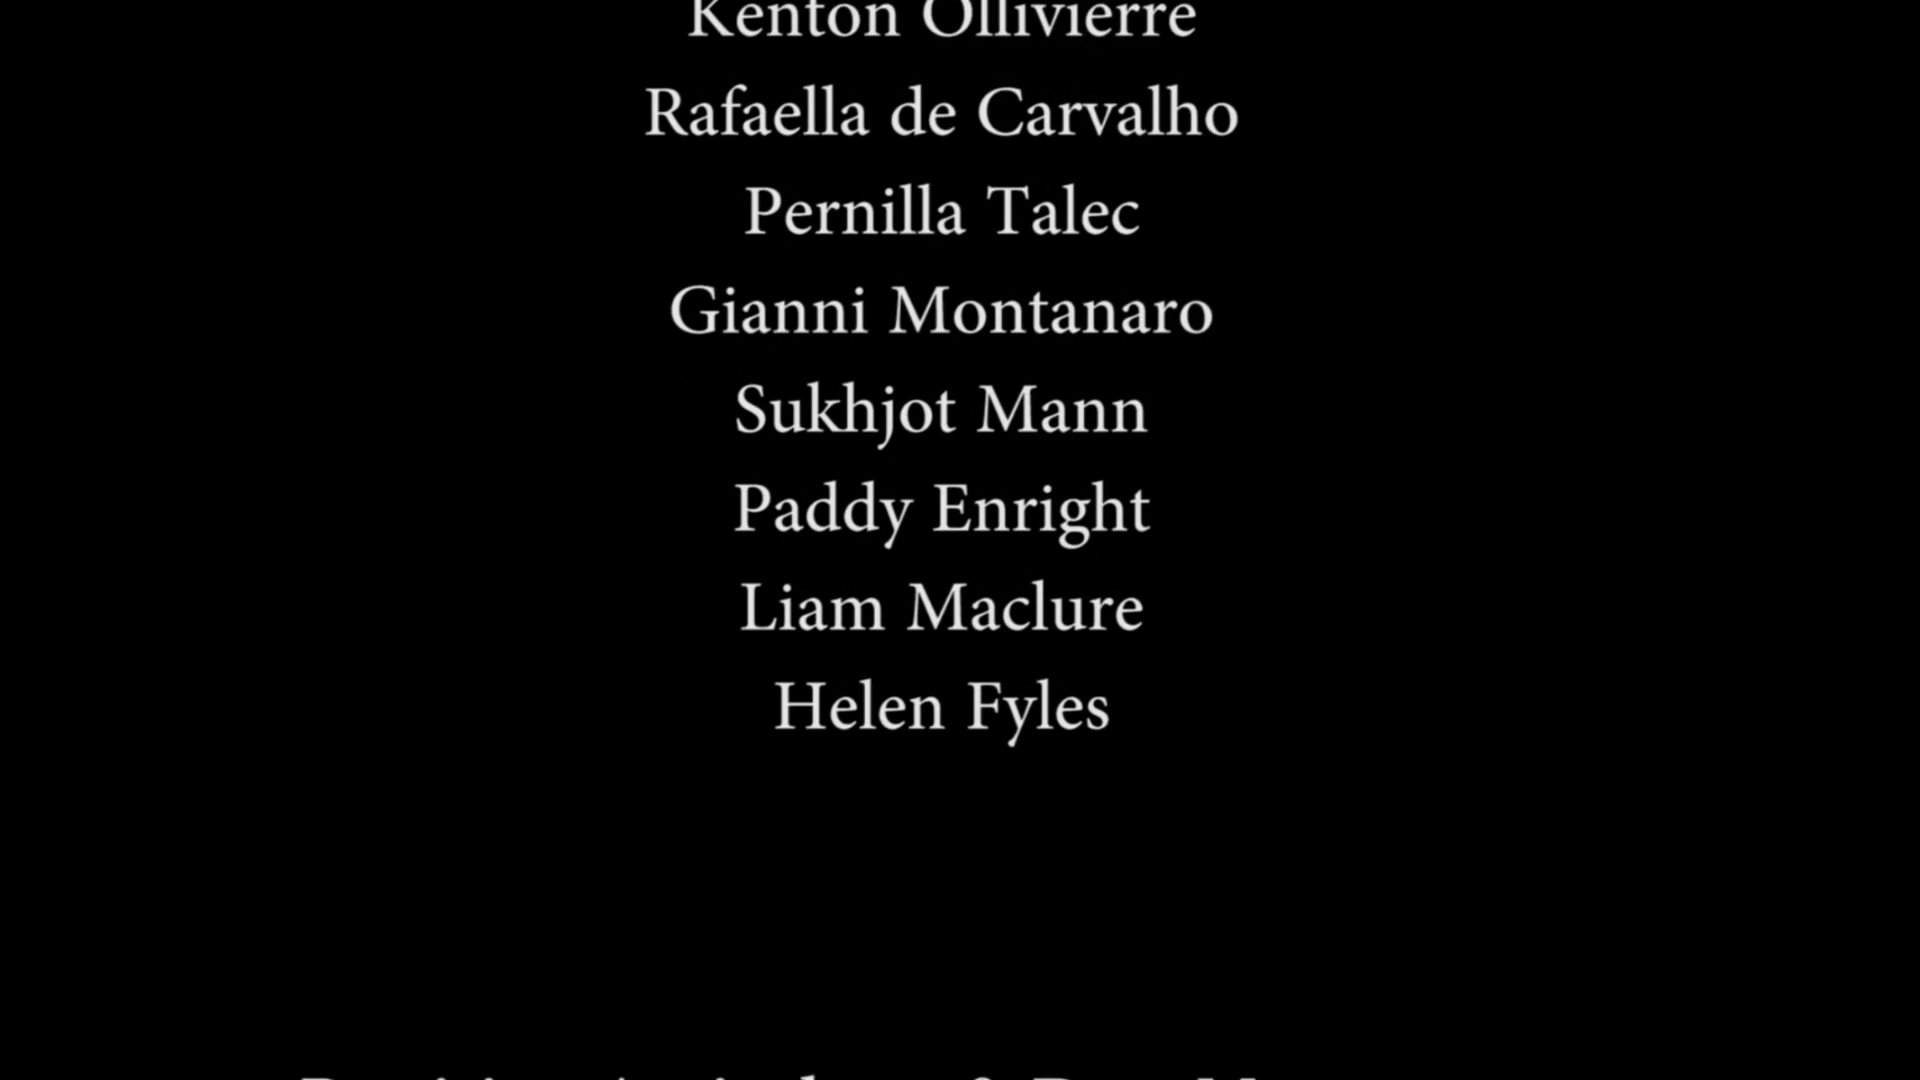 Kenton Ollivierre
Rafaella de Carvalho
Pernilla Talec
Gianni Montanaro
Sukhjot Mann
Paddy Enright
Liam Maclure
Helen Fyles